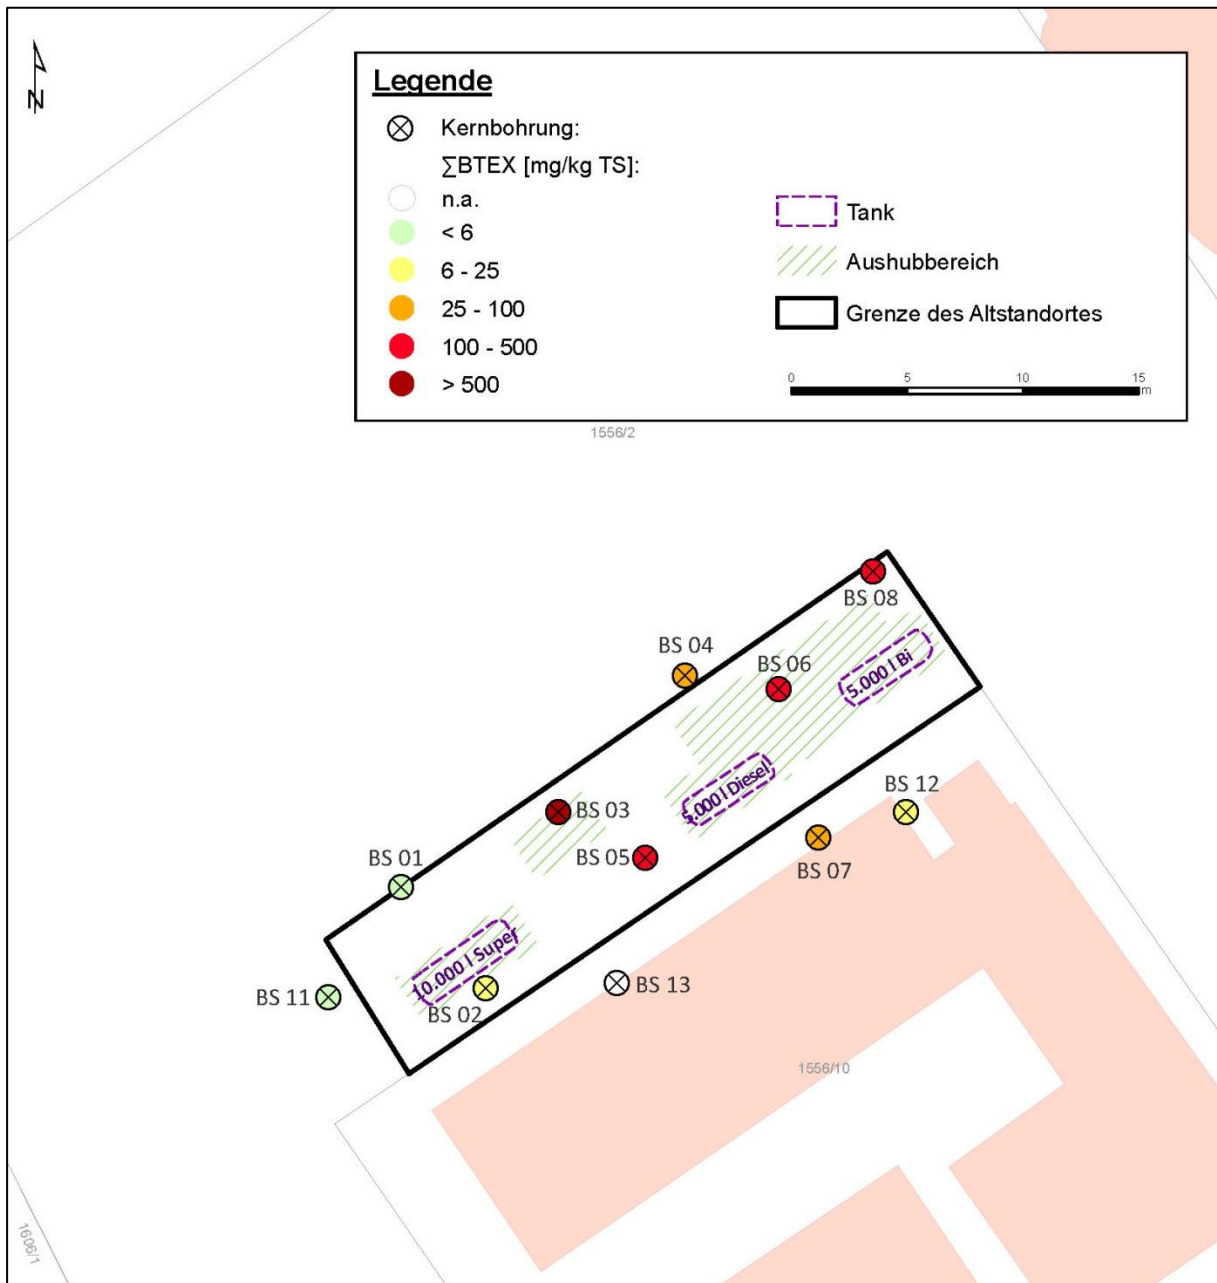 N
Legende
Kernbohrung:
∑BTEX [mg/kg TS]:
n.a.
< 6
6 - 25
25 - 100
100 - 500
> 500
Tank
Aushubbereich
Grenze des Altstandortes
0 5 10 15
m
1556/2
BS 08
BS 04
BS 06
5.000 l Bi
5.000 l Diesel
BS 12
BS 03
BS 07
BS 05
BS 01
10.000 l Super
BS 11
BS 02
BS 13
1556/10
1606/1